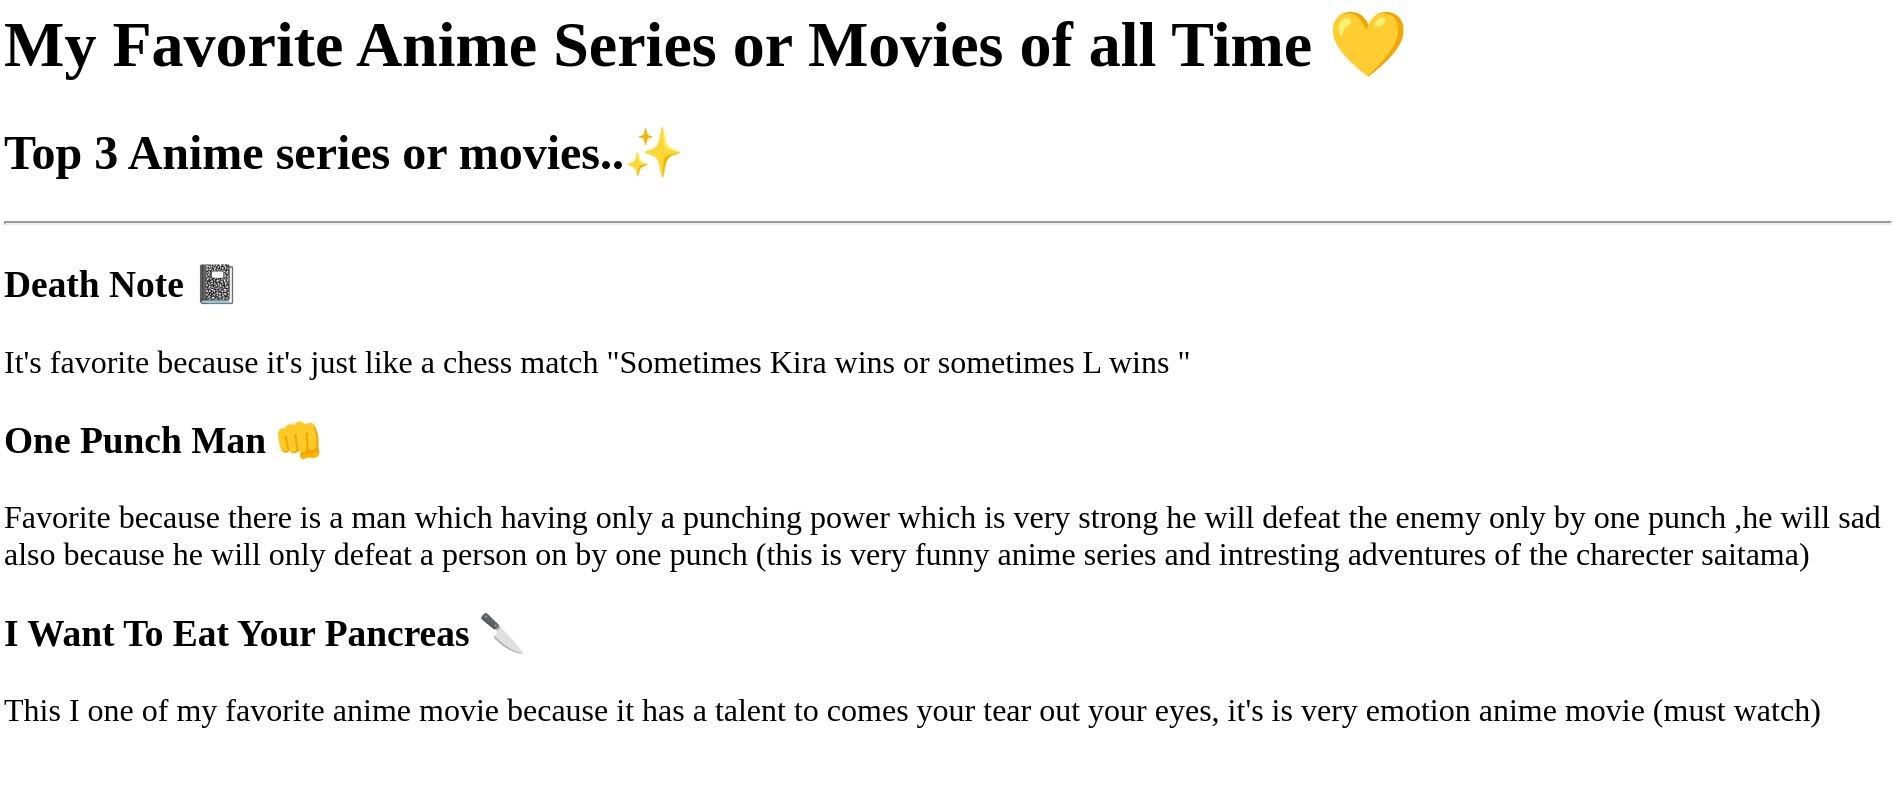 My Favorite Anime Series or Movies of all Time 💛
Top 3 Anime series or movies..✨
Death Note 📓
It's favorite because it's just like a chess match "Sometimes Kira wins or sometimes L wins "
One Punch Man 👊
Favorite because there is a man which having only a punching power which is very strong he will defeat the enemy only by one punch ,he will sad
also because he will only defeat a person on by one punch (this is very funny anime series and intresting adventures of the charecter saitama)
I Want To Eat Your Pancreas 🔪
This I one of my favorite anime movie because it has a talent to comes your tear out your eyes, it's is very emotion anime movie (must watch)